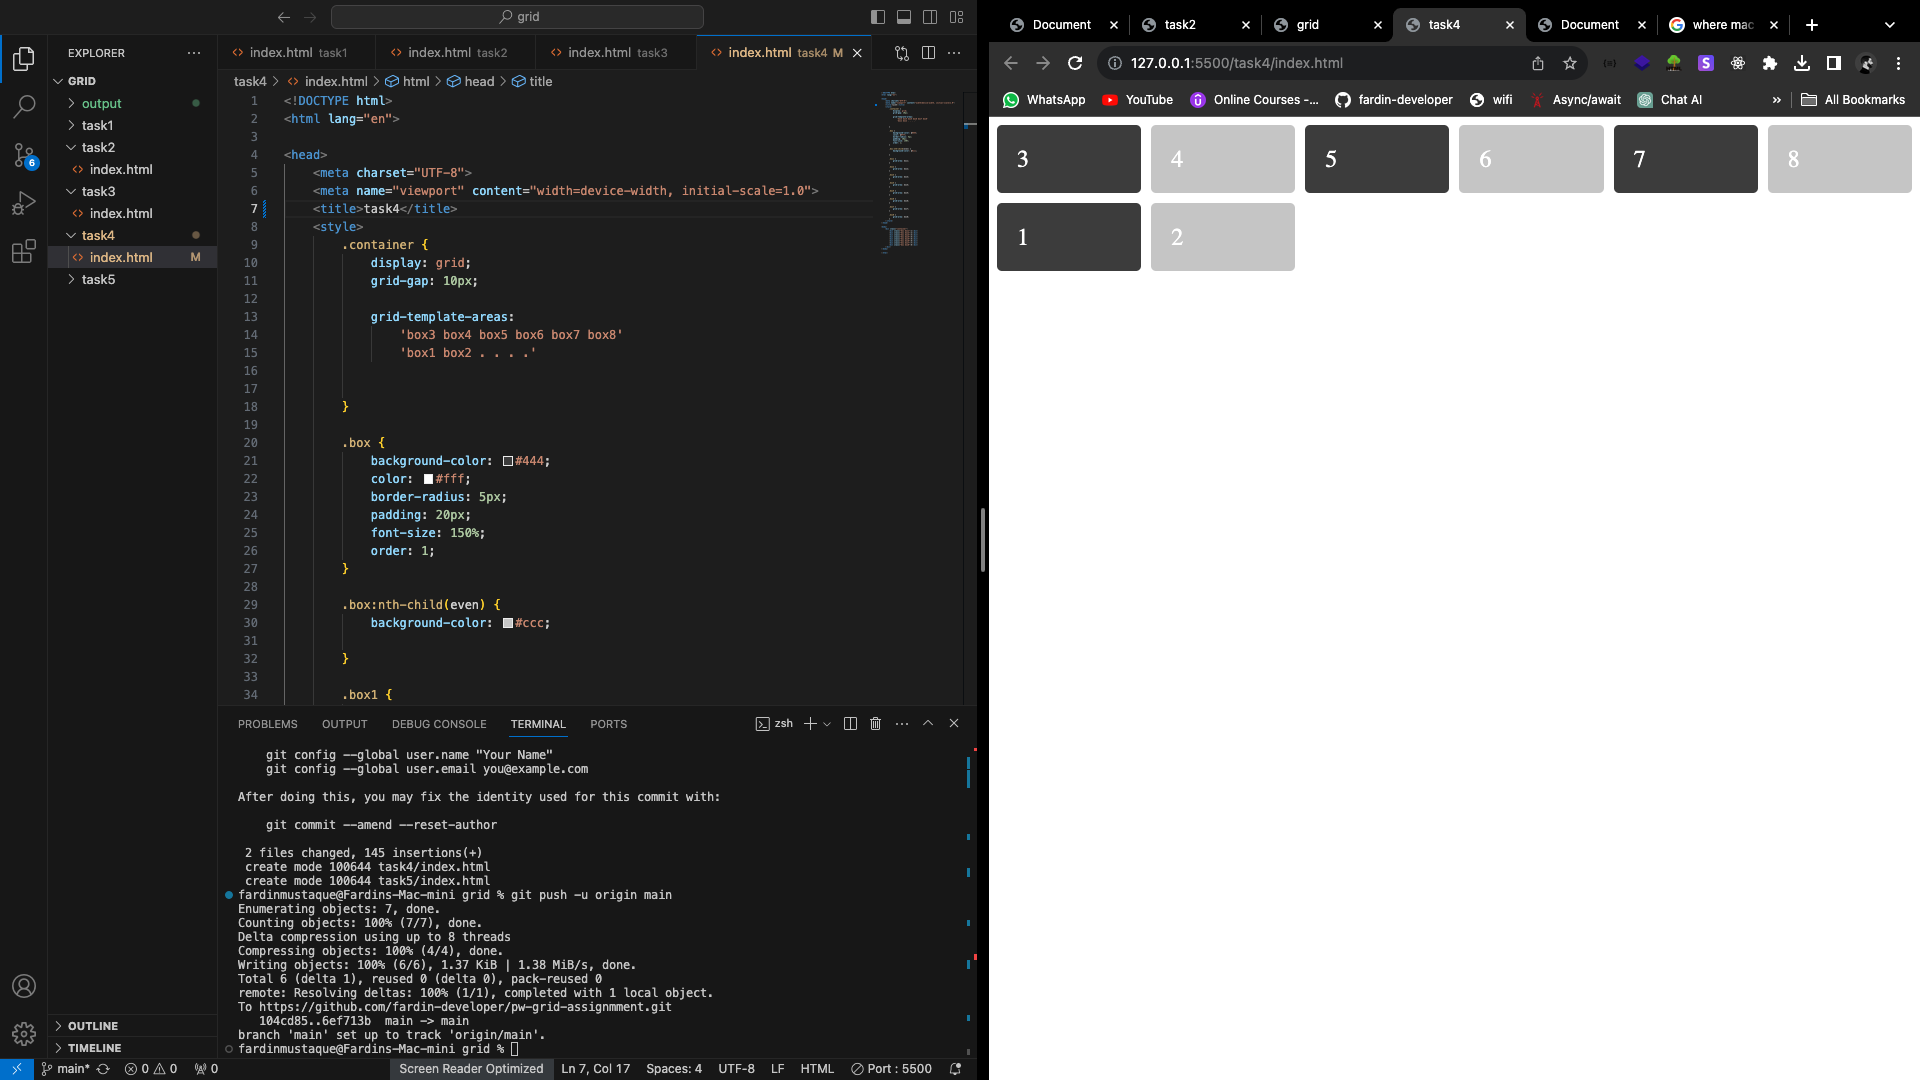 grid
EXPLORER
GRID
output
task1
task2
index.html
task3
index.html
task4
index.html M
task5
OUTLINE
TIMELINE
index.html task1
index.html task2
index.html task3
index.html task4 M
task4 > index.html > html > head > title
1 <!DOCTYPE html>
2 <html lang="en">
3
4 <head>
5 <meta charset="UTF-8">
6 <meta name="viewport" content="width=device-width, initial-scale=1.0">
7 <title>task4</title>
8 <style>
9 .container {
10 display: grid;
11 grid-gap: 10px;
12
13 grid-template-areas:
14 'box3 box4 box5 box6 box7 box8'
15 'box1 box2 . . . .'
16
17
18 }
19
20 .box {
21 background-color: #444;
22 color: #fff;
23 border-radius: 5px;
24 padding: 20px;
25 font-size: 150%;
26 order: 1;
27 }
28
29 .box:nth-child(even) {
30 background-color: #ccc;
31
32 }
33
34 .box1 {
PROBLEMS OUTPUT DEBUG CONSOLE TERMINAL PORTS zsh
git config --global user.name "Your Name"
git config --global user.email you@example.com
After doing this, you may fix the identity used for this commit with:
git commit --amend --reset-author
2 files changed, 145 insertions(+)
create mode 100644 task4/index.html
create mode 100644 task5/index.html
fardinmustaque@Fardins-Mac-mini grid % git push -u origin main
Enumerating objects: 7, done.
Counting objects: 100% (7/7), done.
Delta compression using up to 8 threads
Compressing objects: 100% (4/4), done.
Writing objects: 100% (6/6), 1.37 KiB | 1.38 MiB/s, done.
Total 6 (delta 1), reused 0 (delta 0), pack-reused 0
remote: Resolving deltas: 100% (1/1), completed with 1 local object.
To https://github.com/fardin-developer/pw-grid-assignmment.git
104cd85..6ef713b main -> main
branch 'main' set up to track 'origin/main'.
fardinmustaque@Fardins-Mac-mini grid %
6
main* 0 0 0 Screen Reader Optimized Ln 7, Col 17 Spaces: 4 UTF-8 LF HTML Port : 5500
Document task2 grid task4 Document where mac
127.0.0.1:5500/task4/index.html
WhatsApp YouTube Online Courses -... fardin-developer wifi Async/await Chat AI » All Bookmarks
3 4 5 6 7 8
1 2